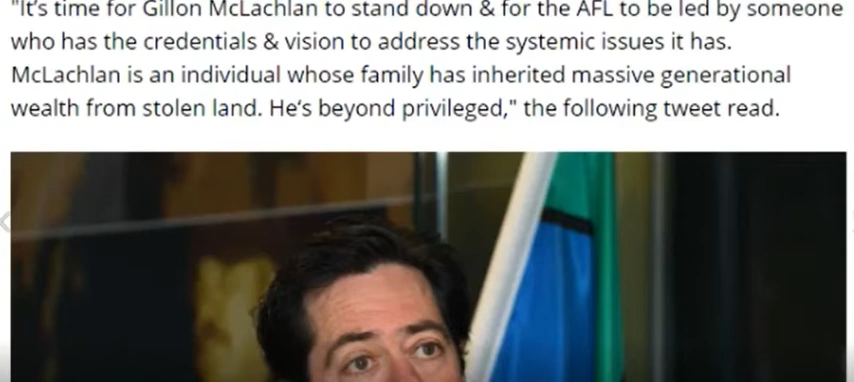 "It's time for Gillon McLachlan to stand down & for the AFL to be led by someone
who has the credentials & vision to address the systemic issues it has.
McLachlan is an individual whose family has inherited massive generational
wealth from stolen land. He's beyond privileged," the following tweet read.